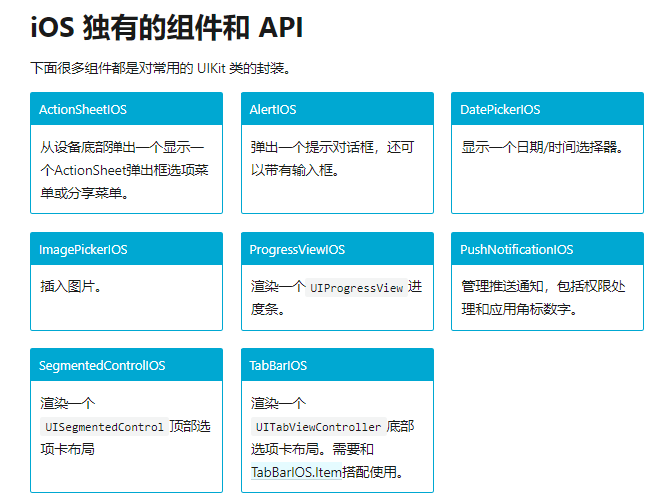 iOS 独有的组件和 API
下面很多组件都是对常用的 UIKit 类的封装。
ActionSheetIOS
从设备底部弹出一个显示一
个ActionSheet弹出框选项菜
单或分享菜单。
AlertIOS
弹出一个提示对话框，还可
以带有输入框。
DatePickerIOS
显示一个日期/时间选择器。
ImagePickerIOS
插入图片。
ProgressViewIOS
渲染一个 UIProgressView 进
度条。
PushNotificationIOS
管理推送通知，包括权限处
理和应用角标数字。
SegmentedControlIOS
渲染一个
UISegmentedControl 顶部选
项卡布局
TabBarIOS
渲染一个
UITabViewController 底部
选项卡布局。需要和
TabBarIOS.Item搭配使用。